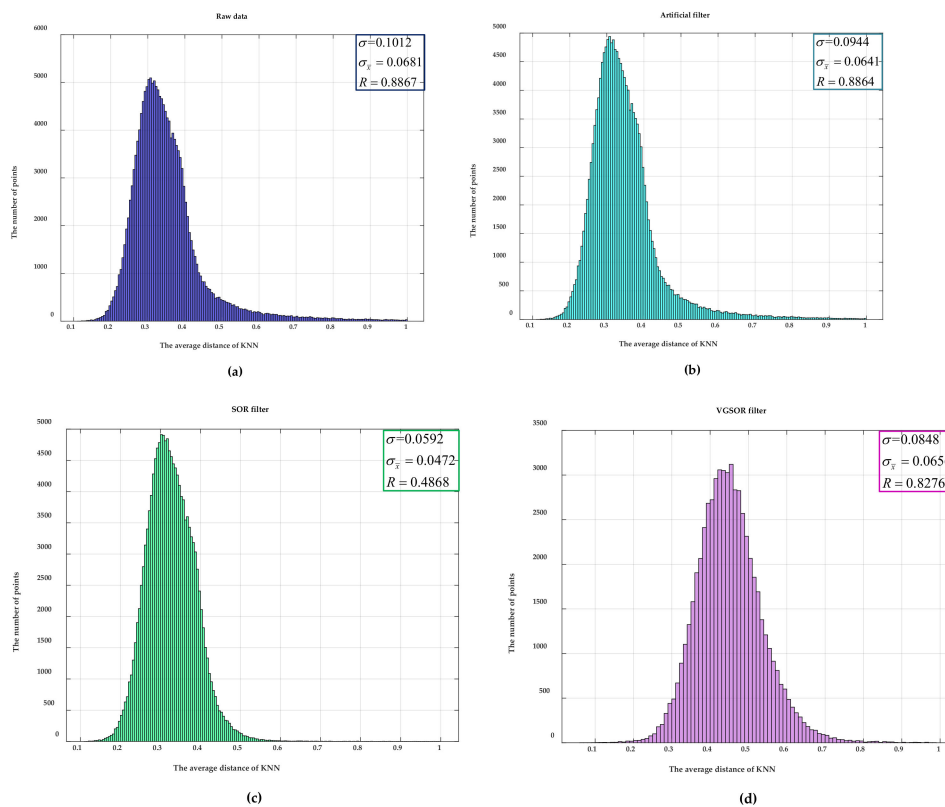 Raw data
6000
5000
4000
3000
2000
1000
0
0.1 0.2 0.3 0.4 0.5 0.6 0.7 0.8 0.9 1
The number of points
The average distance of KNN
σ=0.1012
σx̄ = 0.0681
R = 0.8867
(a)
Artificial filter
5000
4500
4000
3500
3000
2500
2000
1500
1000
500
0
0.1 0.2 0.3 0.4 0.5 0.6 0.7 0.8 0.9 1
The number of points
The average distance of KNN
σ=0.0944
σx̄ = 0.0641
R = 0.8864
(b)
SOR filter
5000
4500
4000
3500
3000
2500
2000
1500
1000
500
0
0.1 0.2 0.3 0.4 0.5 0.6 0.7 0.8 0.9 1
The number of points
The average distance of KNN
σ=0.0592
σx̄ = 0.0472
R = 0.4868
(c)
VGSOR filter
3500
3000
2500
2000
1500
1000
500
0
0.1 0.2 0.3 0.4 0.5 0.6 0.7 0.8 0.9 1
The number of points
The average distance of KNN
σ=0.0848
σx̄ = 0.065
R = 0.8276
(d)